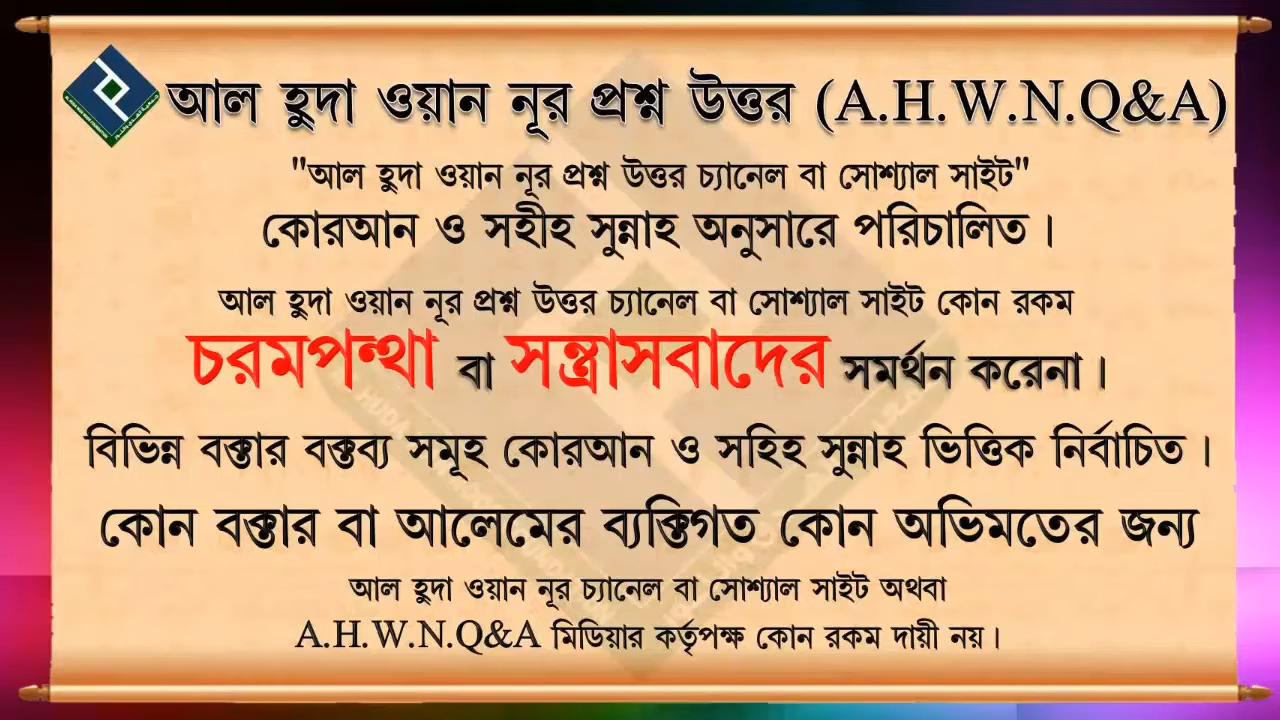 আল হুদা ওয়ান নূর প্রশ্ন উত্তর (A.H.W.N.Q&A)
"আল হুদা ওয়ান নূর প্রশ্ন উত্তর চ্যানেল বা সোশ্যাল সাইট"
কোরআন ও সহীহ সুন্নাহ অনুসারে পরিচালিত।
আল হুদা ওয়ান নূর প্রশ্ন উত্তর চ্যানেল বা সোশ্যাল সাইট কোন রকম
চরমপন্থা বা সন্ত্রাসবাদের সমর্থন করেনা।
বিভিন্ন বক্তার বক্তব্য সমূহ কোরআন ও সহিহ সুন্নাহ ভিত্তিক নির্বাচিত।
কোন বক্তার বা আলেমের ব্যক্তিগত কোন অভিমতের জন্য
আল হুদা ওয়ান নূর চ্যানেল বা সোশ্যাল সাইট অথবা
A.H.W.N.Q&A মিডিয়ার কর্তৃপক্ষ কোন রকম দায়ী নয়।